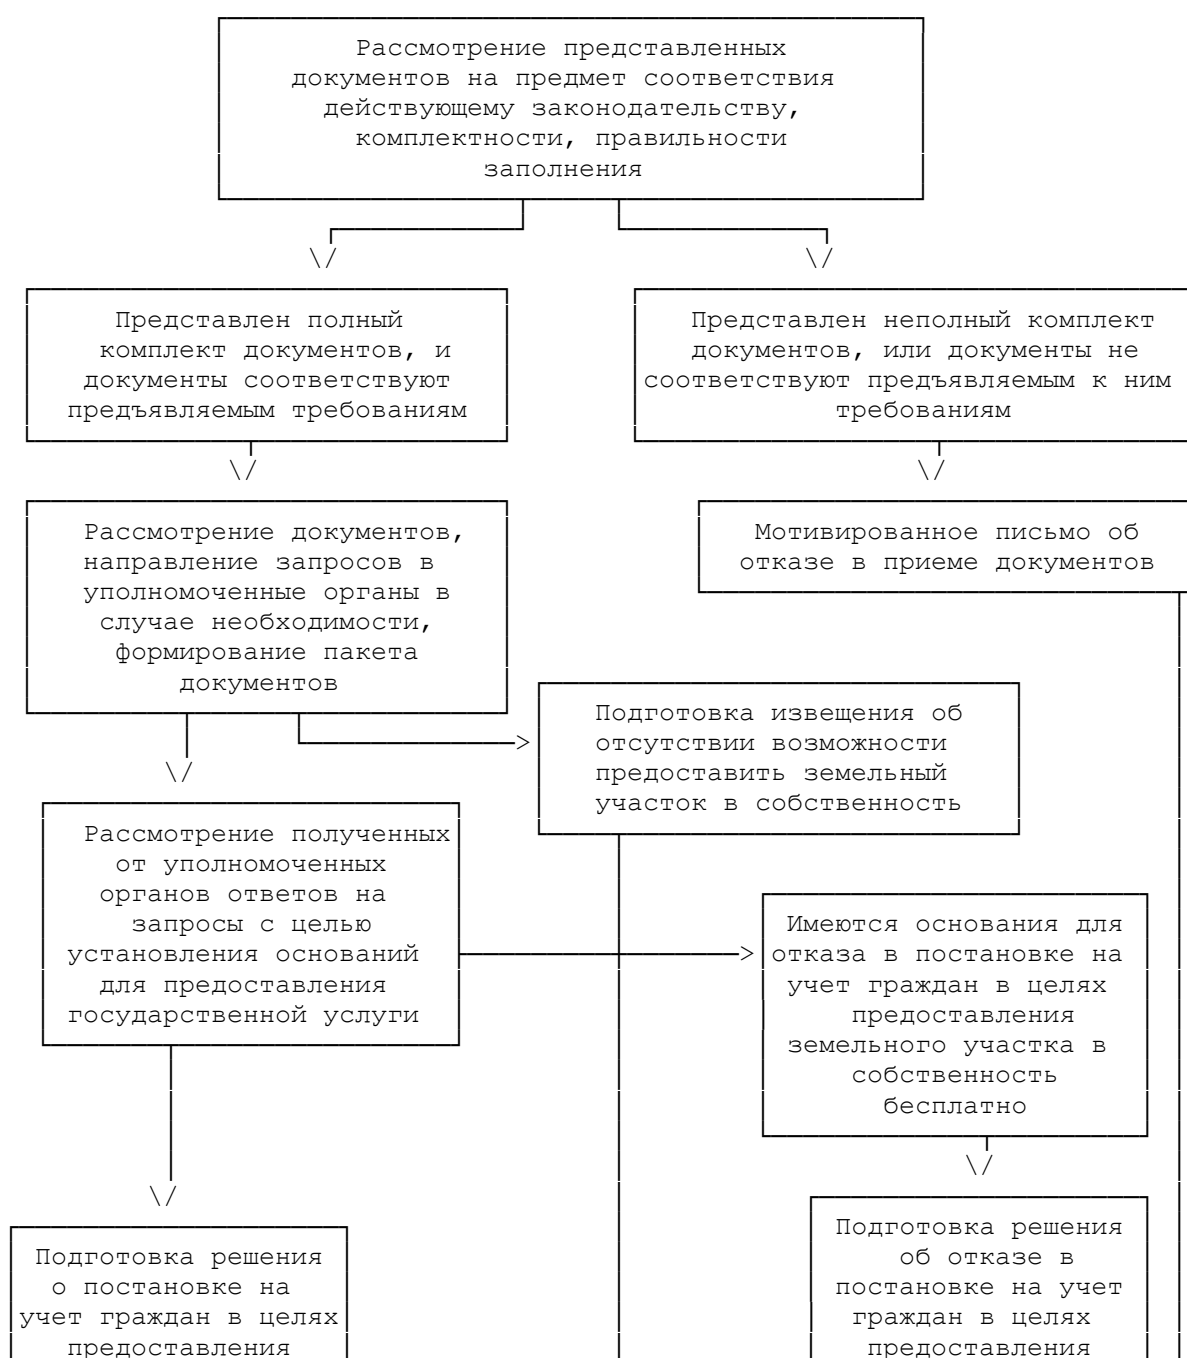 Рассмотрение представленных
документов на предмет соответствия
действующему законодательству,
комплектности, правильности
заполнения
Представлен полный
комплект документов, и
документы соответствуют
предъявляемым требованиям
Представлен неполный комплект
документов, или документы не
соответствуют предъявляемым к ним
требованиям
Рассмотрение документов,
направление запросов в
уполномоченные органы в
случае необходимости,
формирование пакета
документов
Мотивированное письмо об
отказе в приеме документов
Подготовка извещения об
отсутствии возможности
предоставить земельный
участок в собственность
Рассмотрение полученных
от уполномоченных
органов ответов на
запросы с целью
установления оснований
для предоставления
государственной услуги
Имеются основания для
отказа в постановке на
учет граждан в целях
предоставления
земельного участка в
собственность
бесплатно
Подготовка решения
о постановке на
учет граждан в целях
предоставления
Подготовка решения
об отказе в
постановке на учет
граждан в целях
предоставления